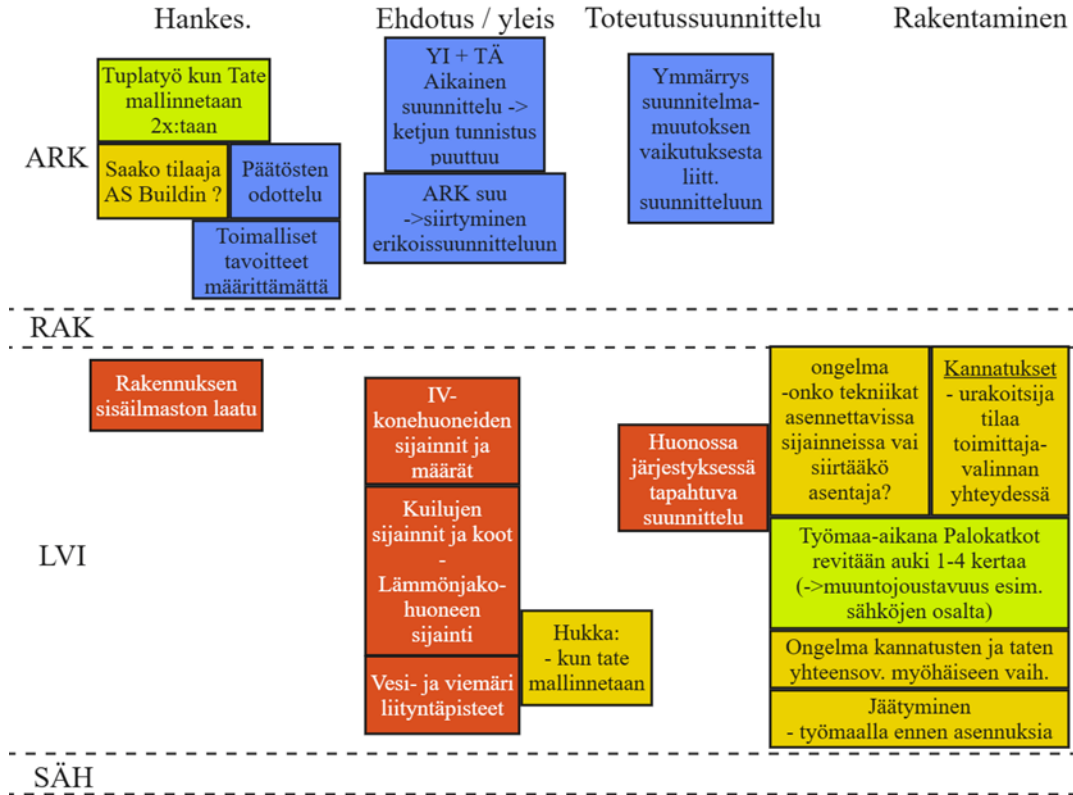 Hankes.
Ehdotus / yleis
Toteutussuunnittelu
Rakentaminen
ARK
Tuplatyö kun Tate
mallinnetaan
2x:taan
Saako tilaaja
AS Buildin ?
Päätösten
odottelu
Toimalliset
tavoitteet
määrittämättä
YI + TÄ
Aikainen
suunnittelu ->
ketjun tunnistus
puuttuu
ARK suu
->siirtyminen
erikoissuunnitteluun
Ymmärrys
suunnitelma-
muutoksen
vaikutuksesta
liitt.
suunnitteluun
RAK
LVI
Rakennuksen
sisäilmaston laatu
IV-
konehuoneiden
sijainnit ja
määrät
Kuilujen
sijainnit ja koot
-
Lämmönjako-
huoneen
sijainti
Vesi- ja viemäri
liityntäpisteet
Hukka:
- kun tate
mallinnetaan
Huonossa
järjestyksessä
tapahtuva
suunnittelu
ongelma
-onko tekniikat
asennettavissa
sijainneissa vai
siirtääkö
asentaja?
Kannatukset
- urakoitsija
tilaa
toimittaja-
valinnan
yhteydessä
Työmaa-aikana Palokatkot
revitään auki 1-4 kertaa
(->muuntojoustavuus esim.
sähköjen osalta)
Ongelma kannatusten ja taten
yhteensov. myöhäiseen vaih.
Jäätyminen
- työmaalla ennen asennuksia
SÄH